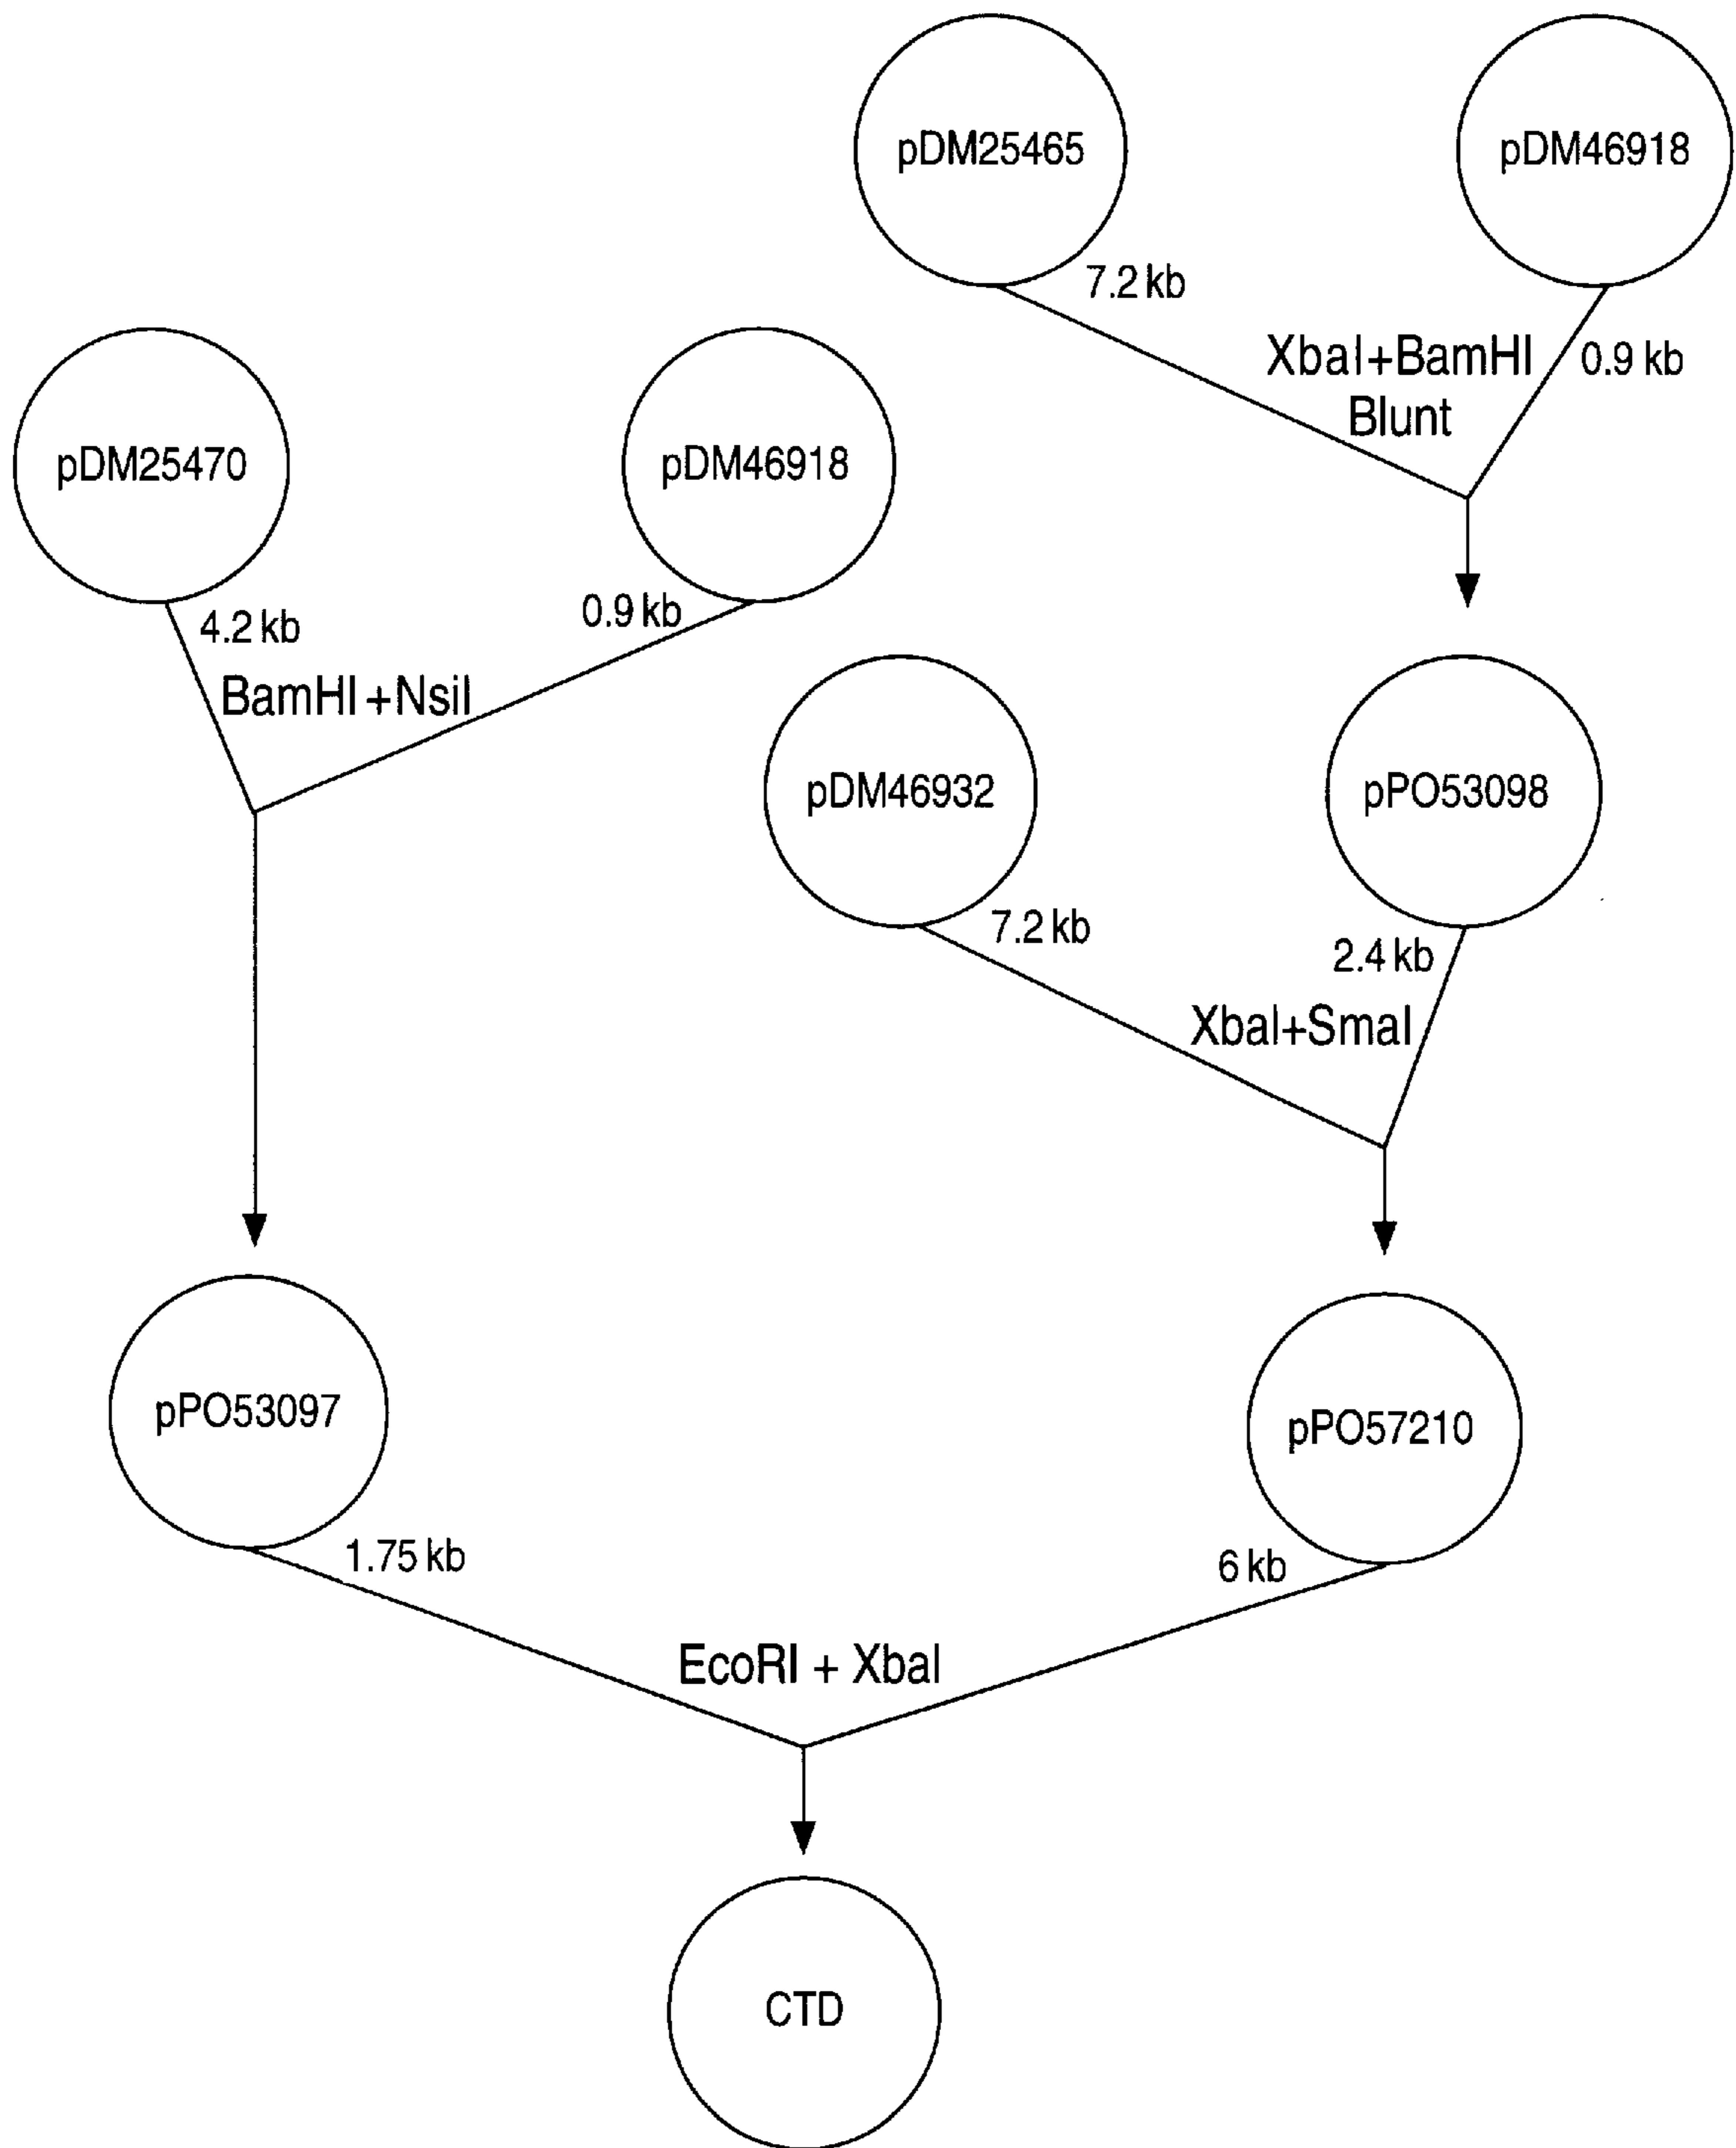 pDM25465
pDM46918
7.2 kb
XbaI+BamHI
Blunt
0.9 kb
pDM25470
pDM46918
4.2 kb
0.9 kb
BamHI +NsiI
pDM46932
pPO53098
7.2 kb
2.4 kb
XbaI+SmaI
pPO53097
pPO57210
1.75 kb
6 kb
EcoRI + XbaI
CTD